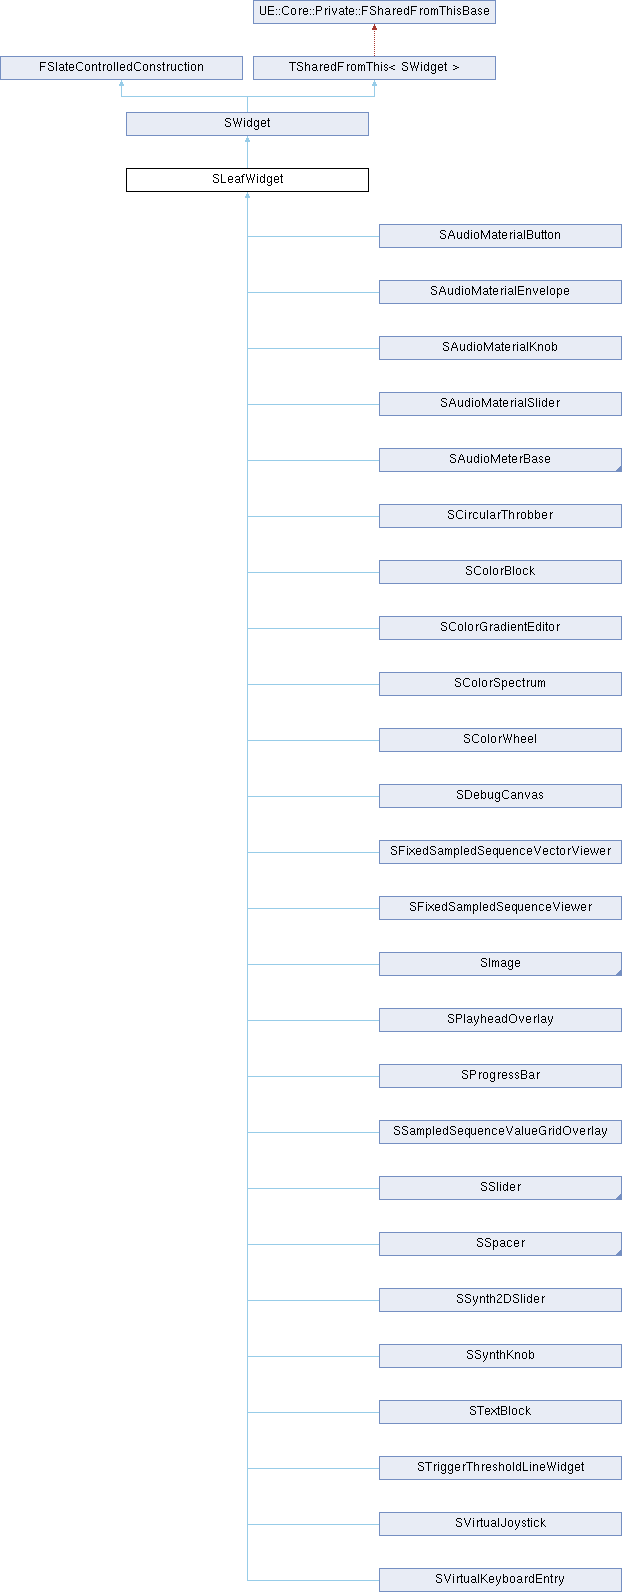 UE::Core::Private::FSharedFromThisBase
FSlateControlledConstruction
TSharedFromThis< SWidget >
SWidget
SLeafWidget
SAudioMaterialButton
SAudioMaterialEnvelope
SAudioMaterialKnob
SAudioMaterialSlider
SAudioMeterBase
SCircularThrobber
SColorBlock
SColorGradientEditor
SColorSpectrum
SColorWheel
SDebugCanvas
SFixedSampledSequenceVectorViewer
SFixedSampledSequenceViewer
SImage
SPlayheadOverlay
SProgressBar
SSampledSequenceValueGridOverlay
SSlider
SSpacer
SSynth2DSlider
SSynthKnob
STextBlock
STriggerThresholdLineWidget
SVirtualJoystick
SVirtualKeyboardEntry